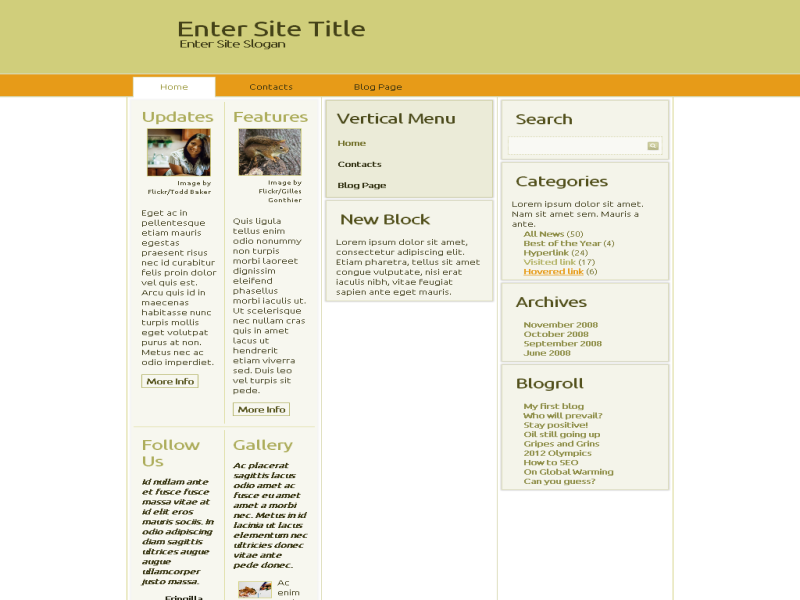 Enter Site Title
Enter Site Slogan
Home
Contacts
Blog Page
Updates
Image by
Flickr/Todd Baker
Eget ac in
pellentesque
etiam mauris
egestas
praesent risus
nec id curabitur
felis proin dolor
vel quis est.
Arcu quis id in
maecenas
habitasse nunc
turpis mollis
eget volutpat
purus at non.
Metus nec ac
odio imperdiet.
More Info
Features
Image by
Flickr/Gilles
Gonthier
Quis ligula
tellus enim
odio nonummy
non turpis
morbi laoreet
dignissim
eleifend
phasellus
morbi iaculis ut.
Ut scelerisque
nec nullam cras
quis in amet
lacus ut
hendrerit
etiam viverra
sed. Duis leo
vel turpis sit
pede.
More Info
Follow
Us
Id nullam ante
et fusce fusce
massa vitae at
id elit eros
mauris sociis. In
odio adipiscing
diam sagittis
ultrices augue
augue
ullamcorper
justo massa.
Fringilla
Gallery
Ac placerat
sagittis lacus
odio amet ac
fusce eu amet
amet a morbi
nec. Metus in id
lacinia ut lacus
elementum nec
ultricies donec
vitae ante
pede donec.
Ac
enim
Vertical Menu
Home
Contacts
Blog Page
New Block
Lorem ipsum dolor sit amet,
consectetur adipiscing elit.
Etiam pharetra, tellus sit amet
congue vulputate, nisi erat
iaculis nibh, vitae feugiat
sapien ante eget mauris.
Search
Categories
Lorem ipsum dolor sit amet.
Nam sit amet sem. Mauris a
ante.
All News (50)
Best of the Year (4)
Hyperlink (24)
Visited link (17)
Hovered link (6)
Archives
November 2008
October 2008
September 2008
June 2008
Blogroll
My first blog
Who will prevail?
Stay positive!
Oil still going up
Gripes and Grins
2012 Olympics
How to SEO
On Global Warming
Can you guess?